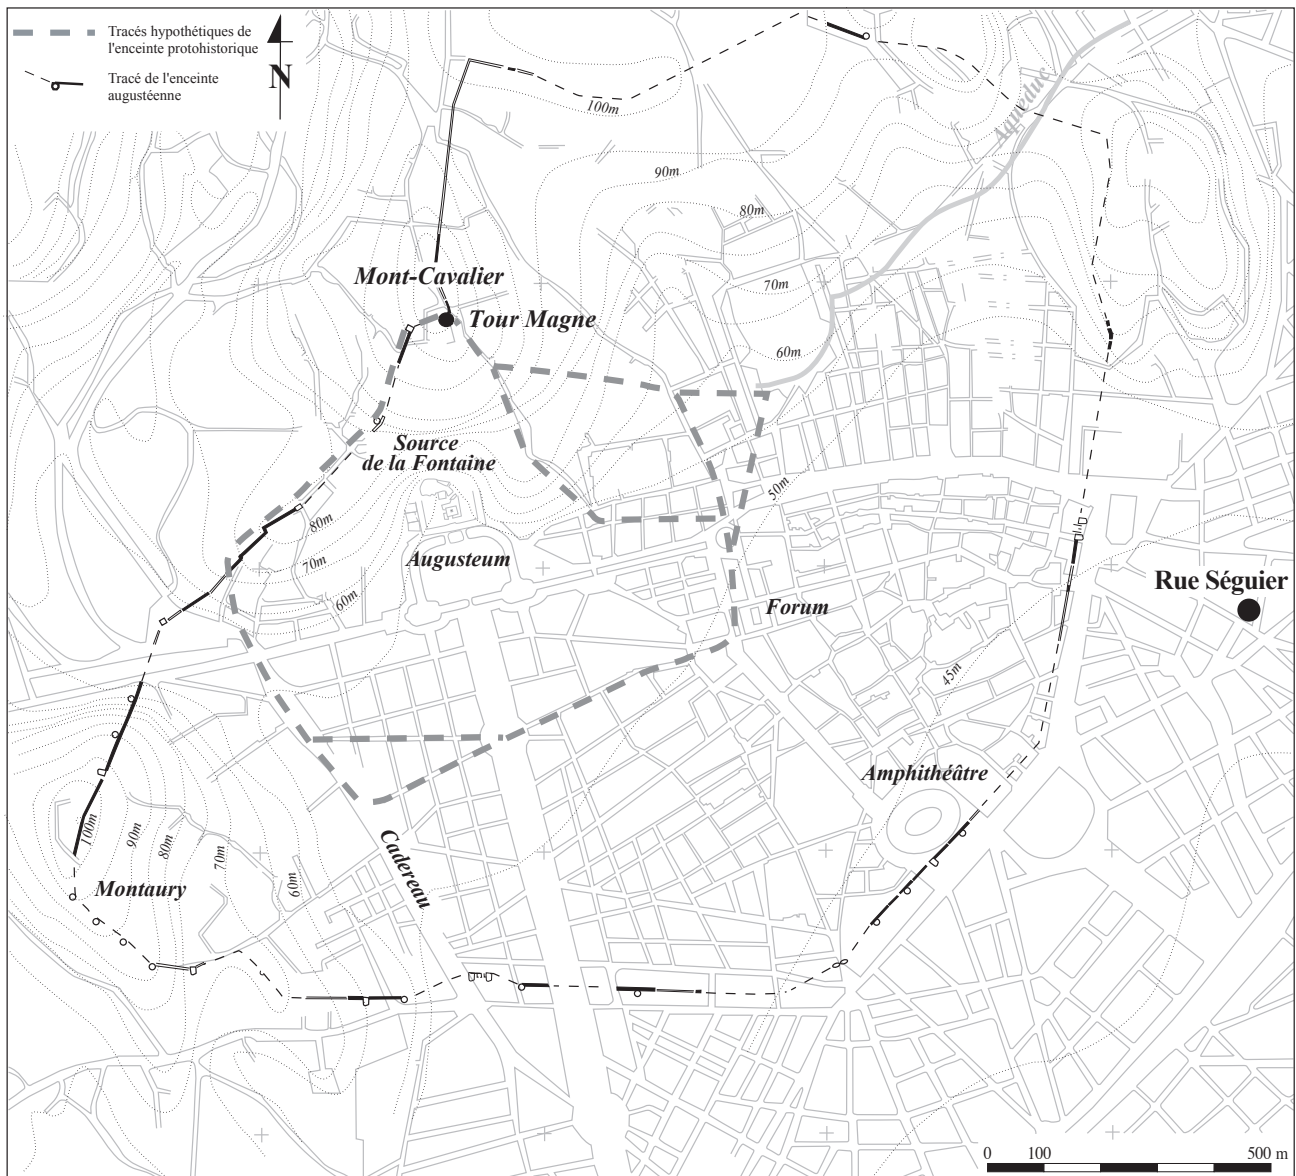 Tracés hypothétiques de
l'enceinte protohistorique
Tracé de l'enceinte
augustéenne
N
100m
Aqueduc
90m
80m
Mont-Cavalier
70m
Tour Magne
60m
Source
de la Fontaine
50m
80m
Augusteum
70m
Rue Séguier
60m
Forum
45m
Amphithéâtre
100m
90m
80m
70m
60m
Cadereau
Montaury
0 100 500 m